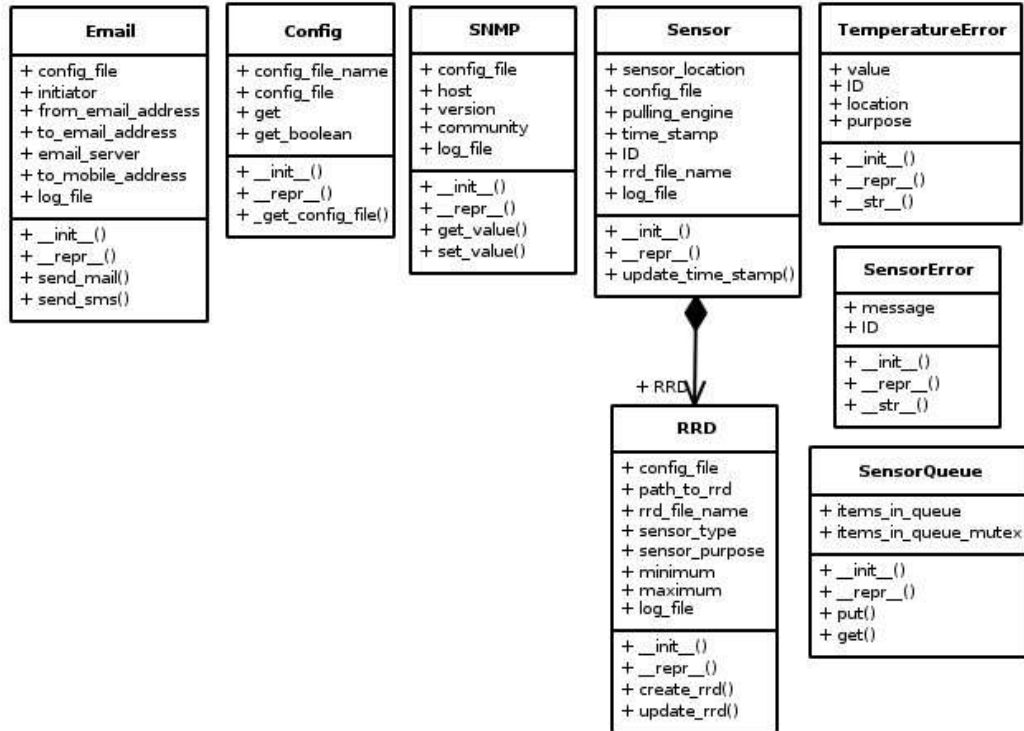 Email
+ config_file
+ initiator
+ from_email_address
+ to_email_address
+ email_server
+ to_mobile_address
+ log_file
+ __init__()
+ __repr__()
+ send_mail()
+ send_sms()
Config
+ config_file_name
+ config_file
+ get
+ get_boolean
+ __init__()
+ __repr__()
+ _get_config_file()
SNMP
+ config_file
+ host
+ version
+ community
+ log_file
+ __init__()
+ __repr__()
+ get_value()
+ set_value()
Sensor
+ sensor_location
+ config_file
+ pulling_engine
+ time_stamp
+ ID
+ rrd_file_name
+ log_file
+ __init__()
+ __repr__()
+ update_time_stamp()
+ RRD
RRD
+ config_file
+ path_to_rrd
+ rrd_file_name
+ sensor_type
+ sensor_purpose
+ minimum
+ maximum
+ log_file
+ __init__()
+ __repr__()
+ create_rrd()
+ update_rrd()
TemperatureError
+ value
+ ID
+ location
+ purpose
+ __init__()
+ __repr__()
+ __str__()
SensorError
+ message
+ ID
+ __init__()
+ __repr__()
+ __str__()
SensorQueue
+ items_in_queue
+ items_in_queue_mutex
+ __init__()
+ __repr__()
+ put()
+ get()